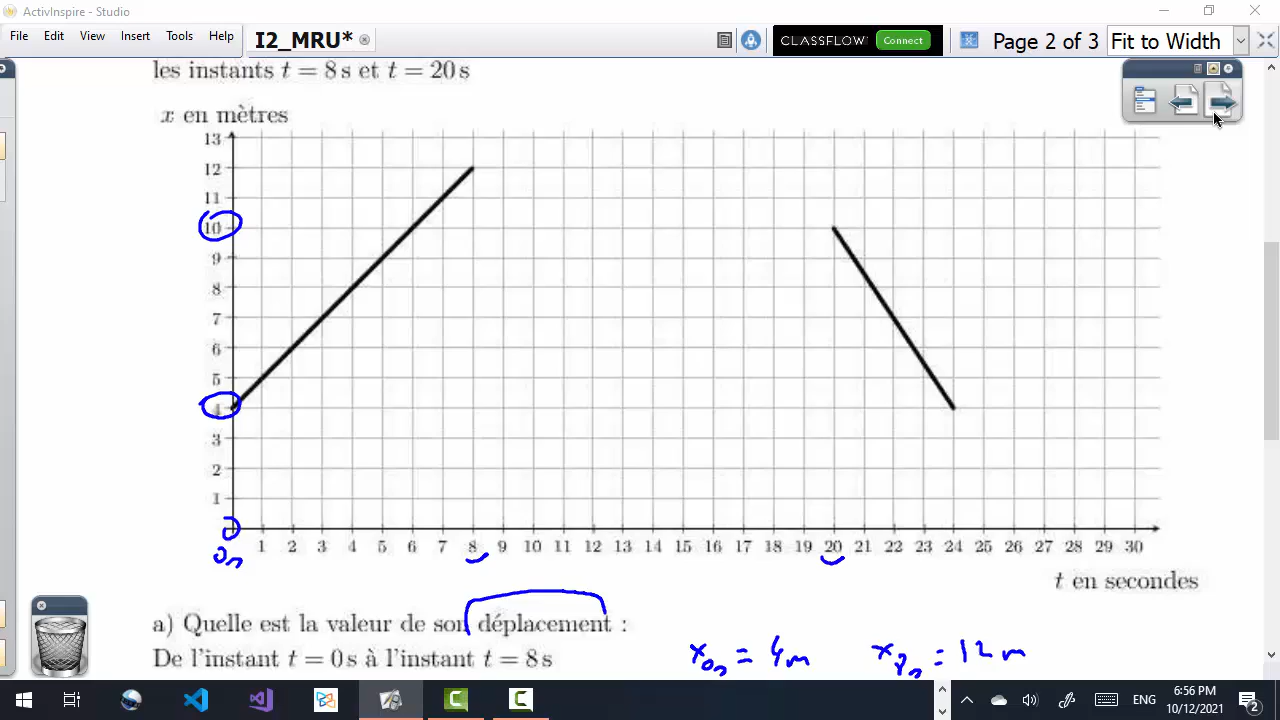 ActivInspire - Studio
File Edit View Insert Tools Help
I2_MRU*
CLASSFLOW Connect
Page 2 of 3
Fit to Width
les instants t = 8 s et t = 20 s
x en mètres
13
12
11
10
9
8
7
6
5
4
3
2
1
0
0s 1 2 3 4 5 6 7 8 9 10 11 12 13 14 15 16 17 18 19 20 21 22 23 24 26 26 27 28 29 30
t en secondes
a) Quelle est la valeur de son déplacement :
De l'instant t = 0 s à l'instant t = 8 s
x0s = 4m x8s = 12 m
ENG
6:56 PM
10/12/2021
2